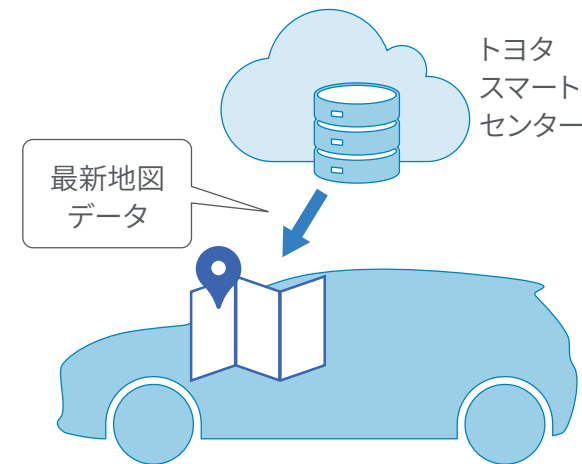 トヨタ
スマート
センター
最新地図
データ